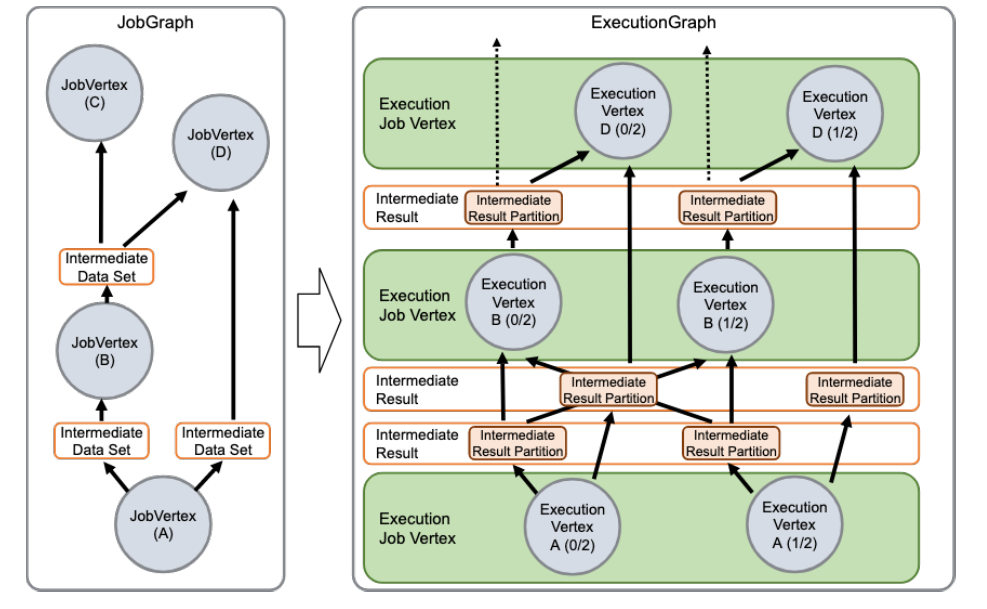 JobGraph
JobVertex
(C)
JobVertex
(D)
Intermediate
Data Set
JobVertex
(B)
Intermediate
Data Set
Intermediate
Data Set
JobVertex
(A)
ExecutionGraph
Execution
Job Vertex
Execution
Vertex
D (0/2)
Execution
Vertex
D (1/2)
Intermediate
Result
Intermediate
Result Partition
Intermediate
Result Partition
Execution
Job Vertex
Execution
Vertex
B (0/2)
Execution
Vertex
B (1/2)
Intermediate
Result
Intermediate
Result Partition
Intermediate
Result Partition
Intermediate
Result
Intermediate
Result Partition
Intermediate
Result Partition
Execution
Job Vertex
Execution
Vertex
A (0/2)
Execution
Vertex
A (1/2)